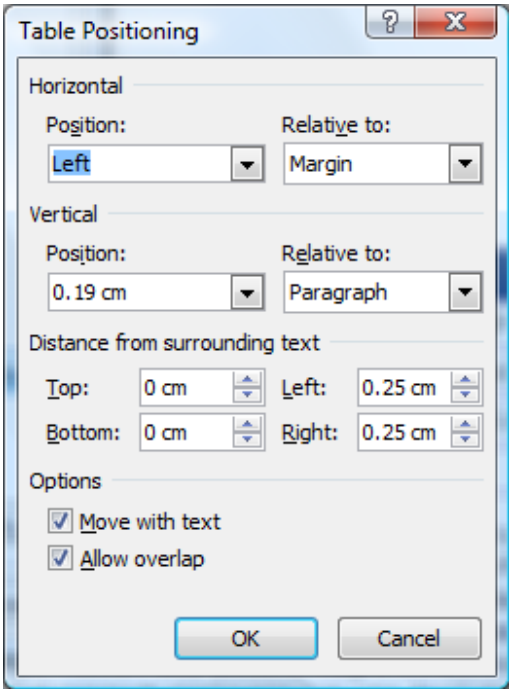 Table Positioning
Horizontal
Position: Relative to:
Left Margin
Vertical
Position: Relative to:
0.19 cm Paragraph
Distance from surrounding text
Top: 0 cm Left: 0.25 cm
Bottom: 0 cm Right: 0.25 cm
Options
Move with text
Allow overlap
OK Cancel